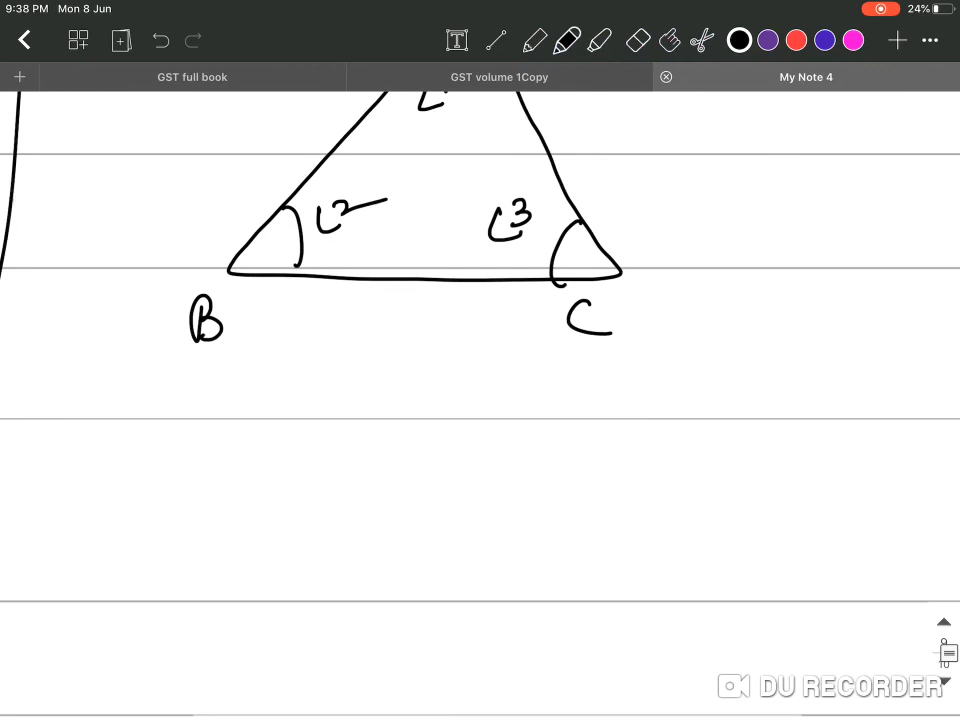 9:38 PM Mon 8 Jun 24%
GST full book GST volume 1Copy My Note 4
∠2 ∠3
B C
DU RECORDER